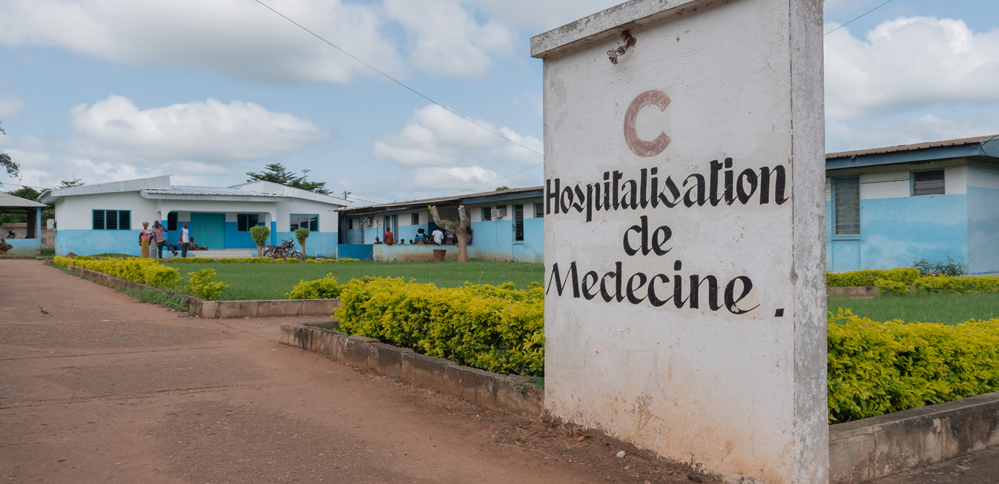 C
Hospitalisation
de
Medecine .